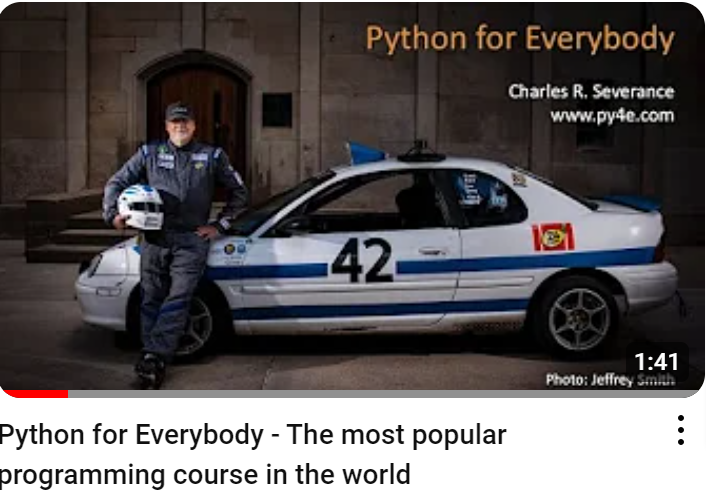 Python for Everybody
Charles R. Severance
www.py4e.com
42
1:41
Photo: Jeffrey Smith
Python for Everybody - The most popular
programming course in the world